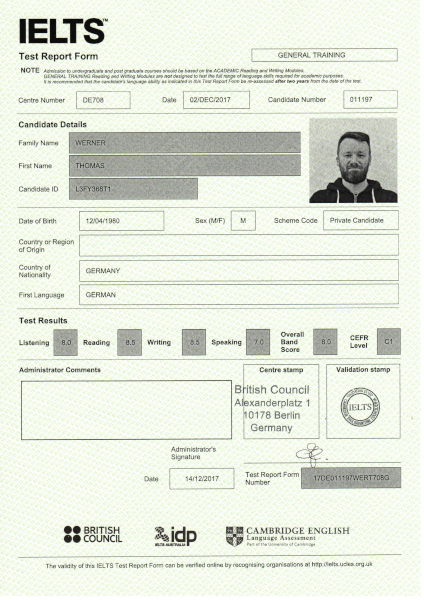 IELTS™
Test Report Form
GENERAL TRAINING
NOTE Admission to undergraduate and post graduate courses should be based on the ACADEMIC Reading and Writing Modules.
GENERAL TRAINING Reading and Writing Modules are not designed to test the full range of language skills required for academic purposes.
It is recommended that the candidate's language ability as indicated in this Test Report Form be re-assessed after two years from the date of the test.
Centre Number DE708 Date 02/DEC/2017 Candidate Number 011197
Candidate Details
Family Name WERNER
First Name THOMAS
Candidate ID L3FY368T1
Date of Birth 12/04/1980 Sex (M/F) M Scheme Code Private Candidate
Country or Region
of Origin
Country of
Nationality GERMANY
First Language GERMAN
Test Results
Listening 8.0 Reading 8.5 Writing 8.5 Speaking 7.0 Overall
Band
Score 8.0 CEFR
Level C1
Administrator Comments
Centre stamp
Validation stamp
British Council
Alexanderplatz 1
10178 Berlin
Germany
IELTS
Administrator's
Signature
Date 14/12/2017
Test Report Form
Number 17DE011197WERT708G
BRITISH
COUNCIL
idp
IELTS AUSTRALIA
CAMBRIDGE ENGLISH
Language Assessment
Part of the University of Cambridge
The validity of this IELTS Test Report Form can be verified online by recognising organisations at http://ielts.ucles.org.uk